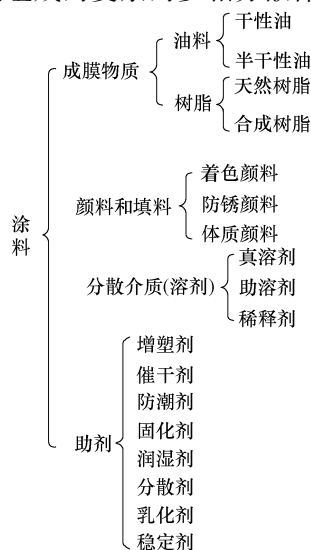 涂料
成膜物质
油料
干性油
半干性油
树脂
天然树脂
合成树脂
颜料和填料
着色颜料
防锈颜料
体质颜料
分散介质(溶剂)
真溶剂
助溶剂
稀释剂
助剂
增塑剂
催干剂
防潮剂
固化剂
润湿剂
分散剂
乳化剂
稳定剂